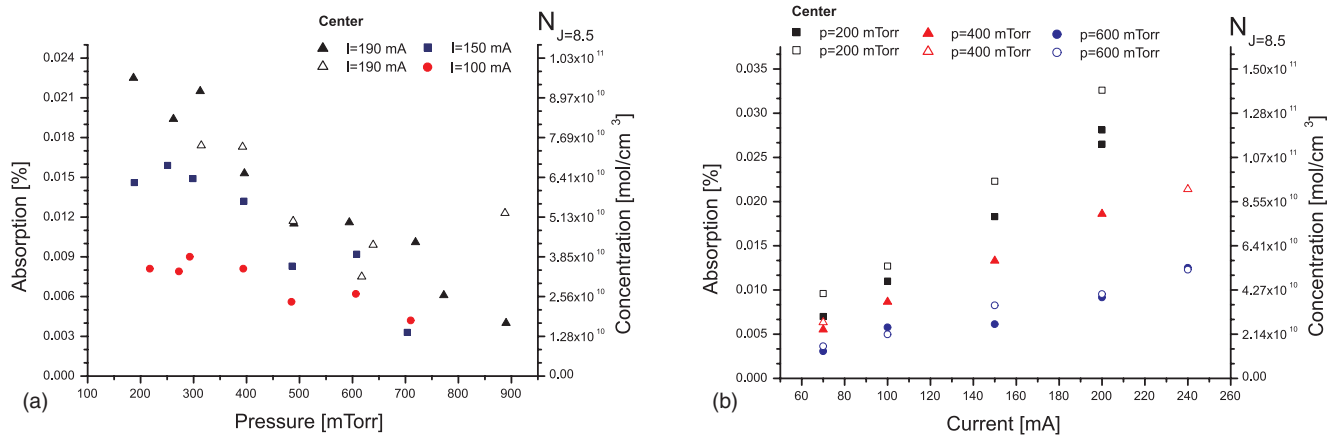 Center
I=190 mA
I=150 mA
I=190 mA
I=100 mA
N J=8.5
Absorption [%]
0.024
0.021
0.018
0.015
0.012
0.009
0.006
0.003
0.000
1.03x10 11
8.97x10 10
7.69x10 10
6.41x10 10
5.13x10 10
3.85x10 10
2.56x10 10
1.28x10 10
0.00
Concentration [mol/cm 3]
100 200 300 400 500 600 700 800 900
Pressure [mTorr]
(a)
Center
p=200 mTorr p=400 mTorr p=600 mTorr
p=200 mTorr p=400 mTorr p=600 mTorr
N J=8.5
Absorption [%]
0.035
0.030
0.025
0.020
0.015
0.010
0.005
0.000
1.50x10 11
1.28x10 11
1.07x10 11
8.55x10 10
6.41x10 10
4.27x10 10
2.14x10 10
0.00
Concentration [mol/cm 3]
60 80 100 120 140 160 180 200 220 240 260
Current [mA]
(b)